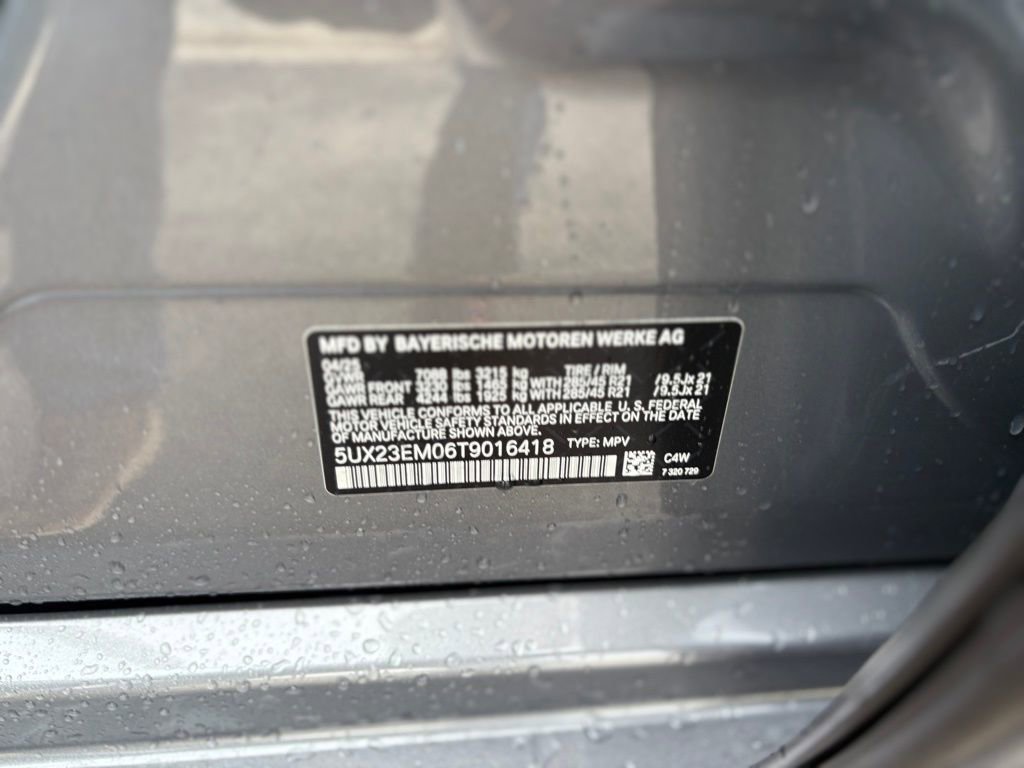 MFD BY BAYERISCHE MOTOREN WERKE AG
04/25
GVWR 7088 lbs 3215 kg TIRE / RIM
GAWR FRONT 3230 lbs 1465 kg WITH 285/45 R21 /9.5Jx21
GAWR REAR 4244 lbs 1925 kg WITH 285/45 R21 /9.5Jx21
THIS VEHICLE CONFORMS TO ALL APPLICABLE U. S. FEDERAL
MOTOR VEHICLE SAFETY STANDARDS IN EFFECT ON THE DATE
OF MANUFACTURE SHOWN ABOVE.
5UX23EM06T9016418 TYPE: MPV
C4W
7 320 729